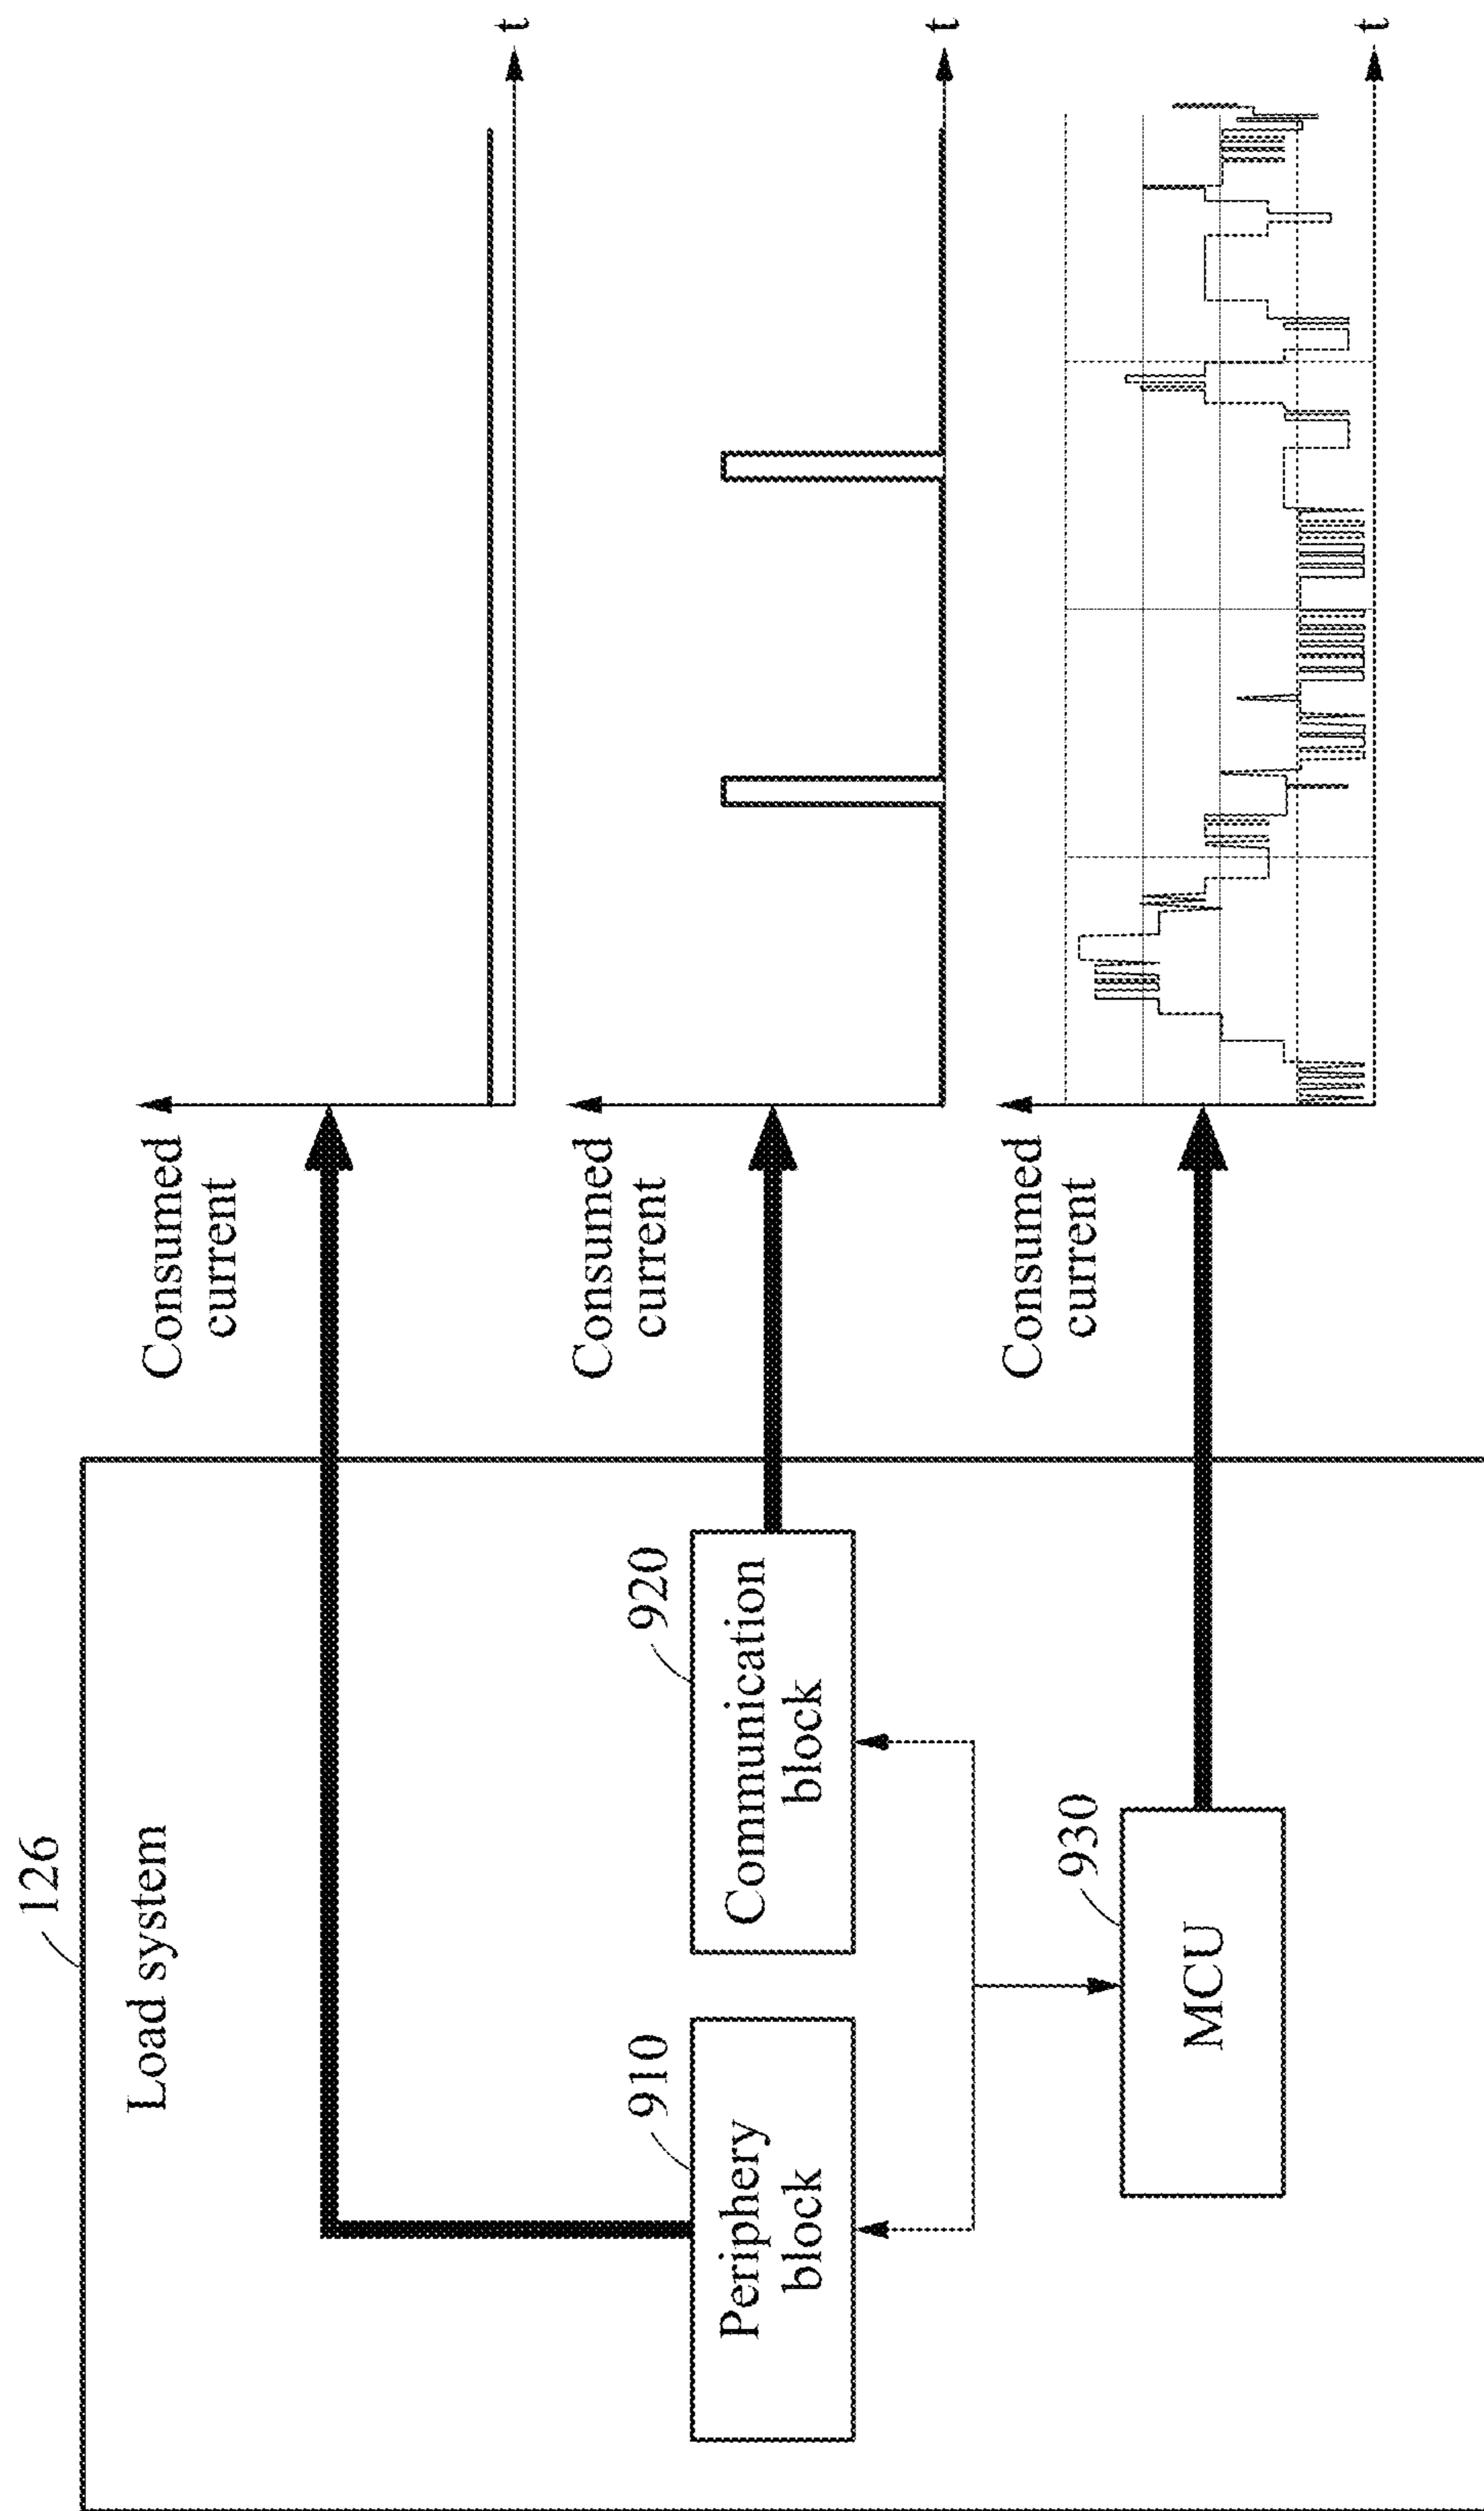 126
Load system
910
Periphery
block
920
Communication
block
930
MCU
Consumed
current
t
Consumed
current
t
Consumed
current
t